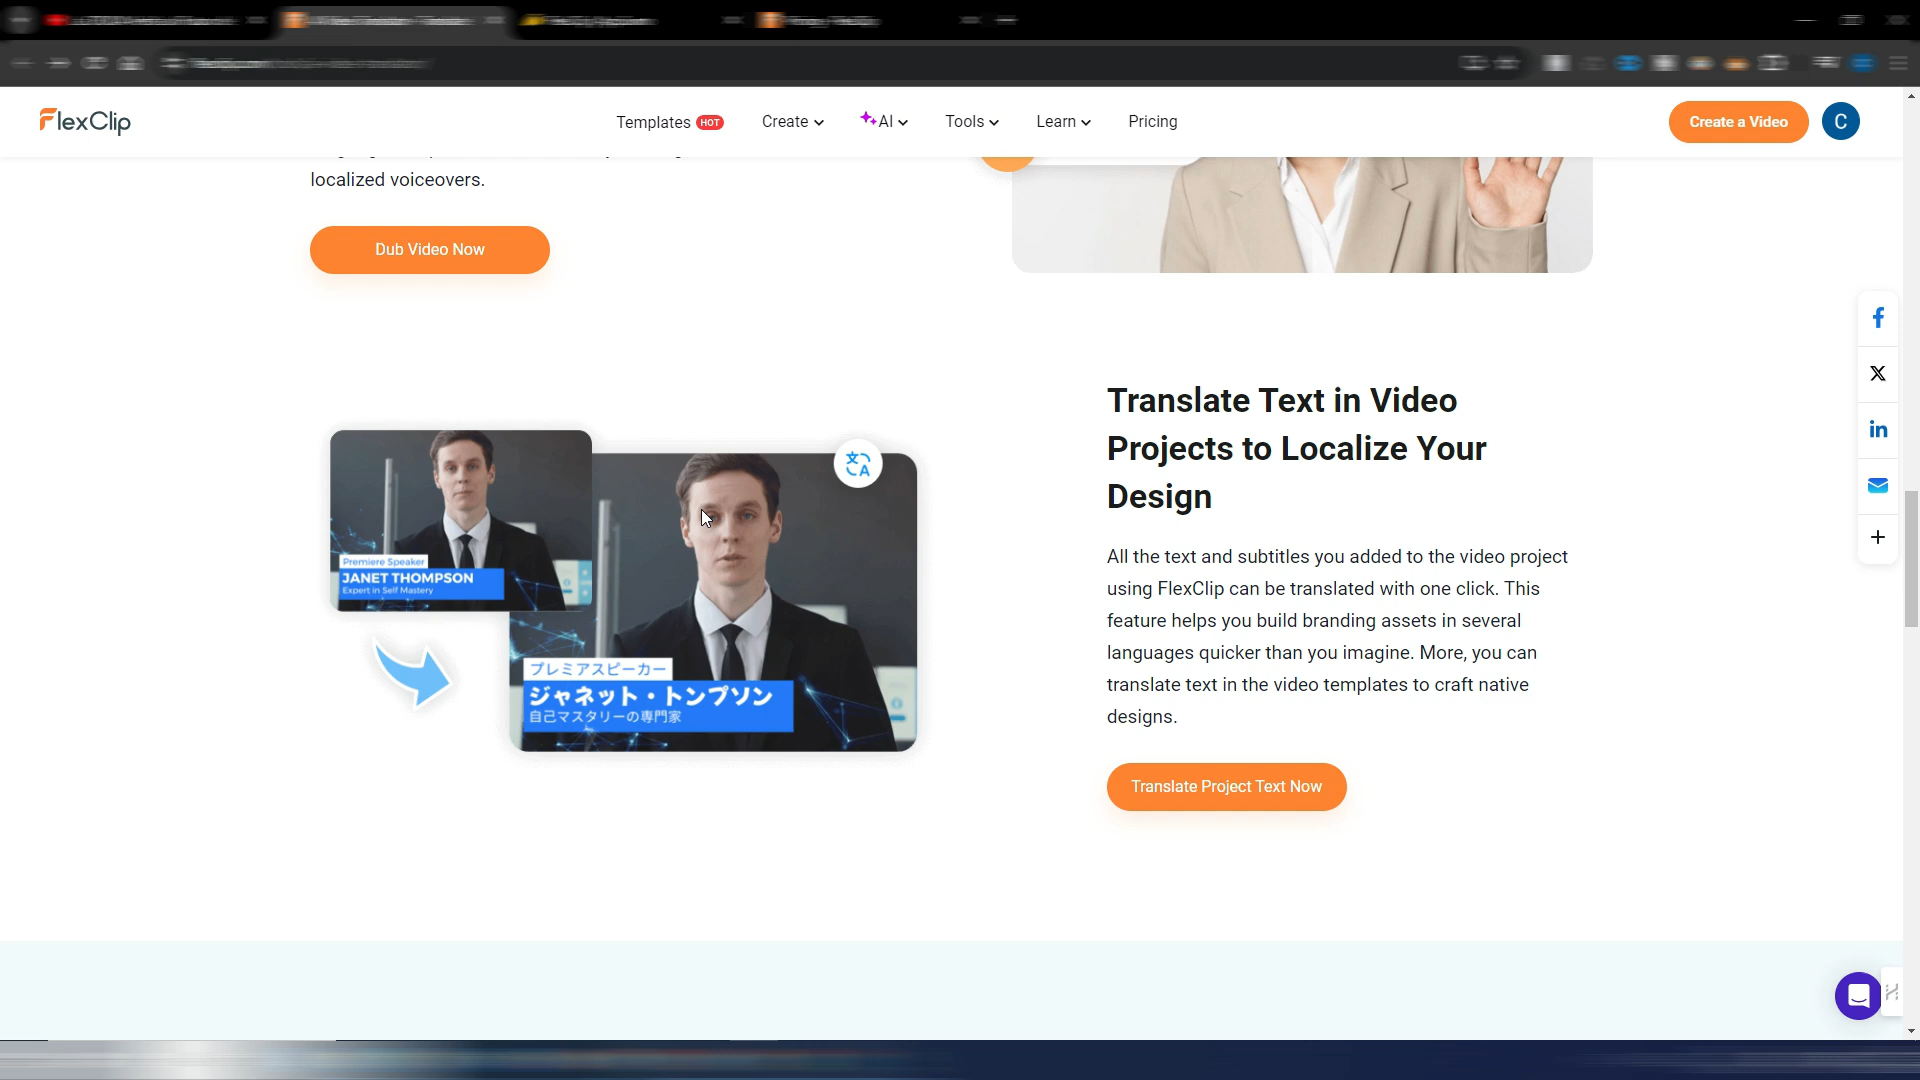 FlexClip
Templates HOT
Create
AI
Tools
Learn
Pricing
Create a Video
C
localized voiceovers.
Dub Video Now
Premiere Speaker
JANET THOMPSON
Expert in Self Mastery
文
A
プレミアスピーカー
ジャネット・トンプソン
自己マスタリーの専門家
Translate Text in Video
Projects to Localize Your
Design
All the text and subtitles you added to the video project
using FlexClip can be translated with one click. This
feature helps you build branding assets in several
languages quicker than you imagine. More, you can
translate text in the video templates to craft native
designs.
Translate Project Text Now